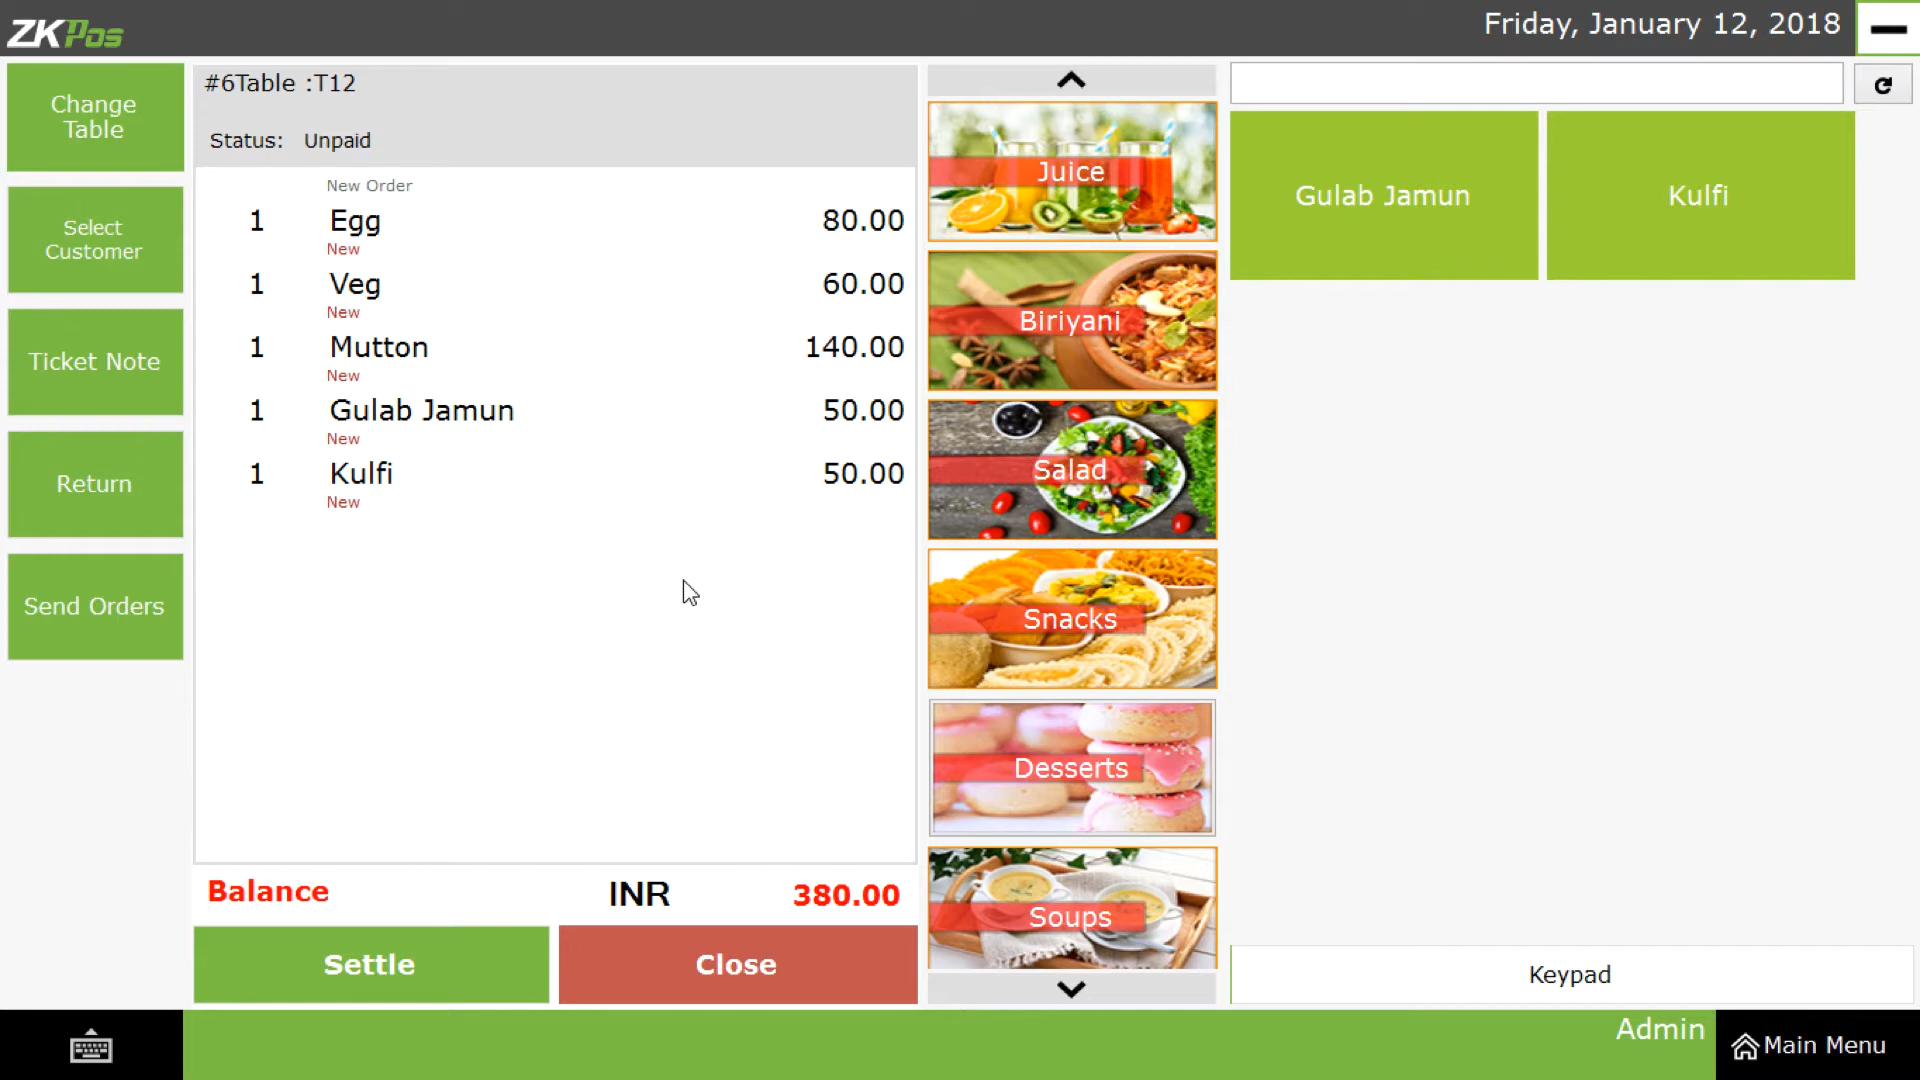 ZKPos
Friday, January 12, 2018
Change
Table
Select
Customer
Ticket Note
Return
Send Orders
#6Table :T12
Status: Unpaid
New Order
1 Egg 80.00
New
1 Veg 60.00
New
1 Mutton 140.00
New
1 Gulab Jamun 50.00
New
1 Kulfi 50.00
New
Balance INR 380.00
Settle
Close
Juice
Biriyani
Salad
Snacks
Desserts
Soups
Gulab Jamun
Kulfi
Keypad
Admin
Main Menu